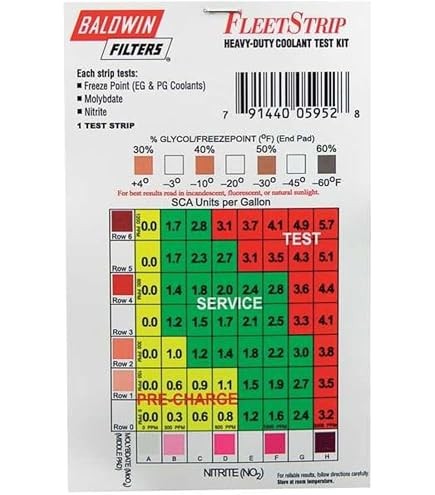 BALDWIN
FILTERS®
FLEETSTRIP
HEAVY-DUTY COOLANT TEST KIT
Each strip tests:
• Freeze Point (EG & PG Coolants)
• Molybdate
• Nitrite
1 TEST STRIP
7 91440 05952 8
% GLYCOL/FREEZEPOINT (°F) (End Pad)
30% 40% 50% 60%
+4° –3° –10° –20° –30° –45° –60°F
For best results read in incandescent, fluorescent, or natural sunlight.
SCA Units per Gallon
Row 6 0.0 1.7 2.8 3.1 3.7 4.1 4.9 5.7
TEST
Row 5 0.0 1.7 2.3 2.7 3.1 3.5 4.3 5.1
Row 4 0.0 1.4 1.8 2.0 2.4 2.8 3.6 4.4
SERVICE
Row 3 0.0 1.2 1.5 1.7 2.1 2.5 3.3 4.1
Row 2 0.0 1.0 1.2 1.4 1.8 2.2 3.0 3.8
Row 1 0.0 0.6 0.9 1.1 1.5 2.0 2.7 3.5
PRE-CHARGE
Row 0 0.0 0.3 0.6 0.8 1.2 1.6 2.4 3.2
A B C D E F G H
MOLYBDATE (MoO₄)
(MIDDLE PAD)
NITRITE (NO₂)
For reliable results, follow directions carefully.
Store at room temperature.